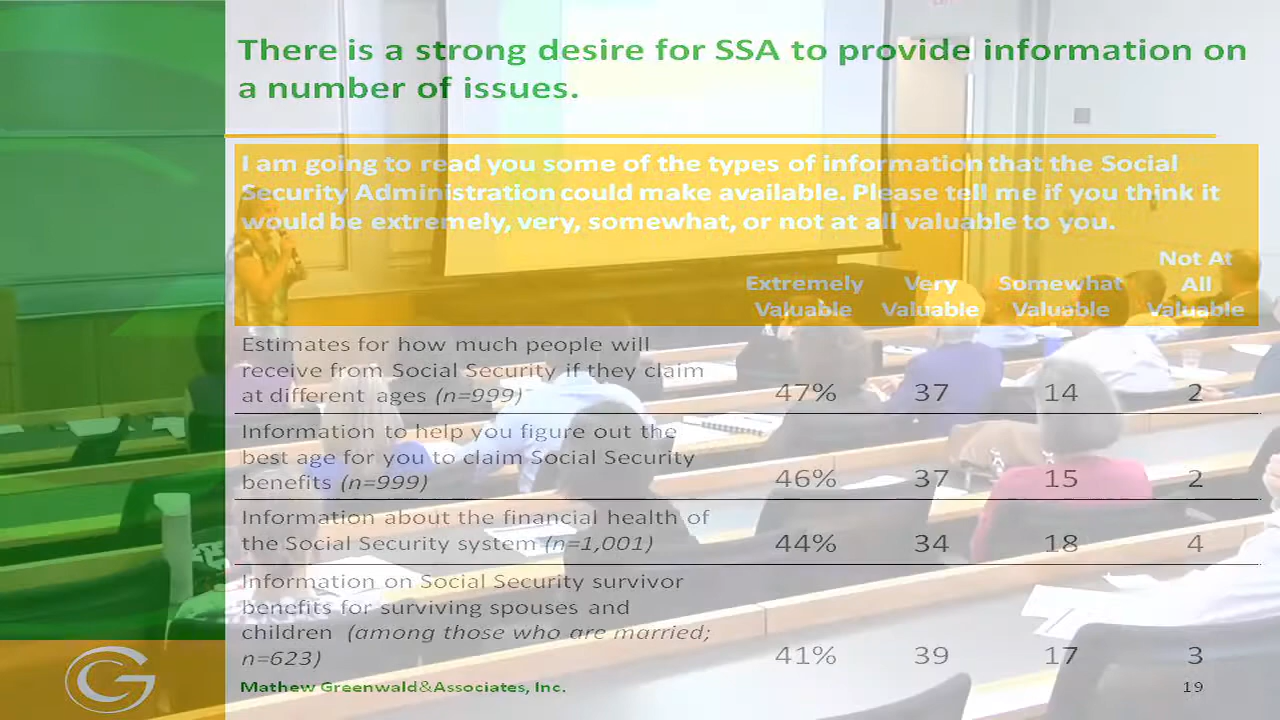 There is a strong desire for SSA to provide information on
a number of issues.
I am going to read you some of the types of information that the Social
Security Administration could make available. Please tell me if you think it
would be extremely, very, somewhat, or not at all valuable to you.
Extremely Valuable Very Valuable Somewhat Valuable Not At All Valuable
Estimates for how much people will
receive from Social Security if they claim
at different ages (n=999) 47% 37 14 2
Information to help you figure out the
best age for you to claim Social Security
benefits (n=999) 46% 37 15 2
Information about the financial health of
the Social Security system (n=1,001) 44% 34 18 4
Information on Social Security survivor
benefits for surviving spouses and
children (among those who are married;
n=623) 41% 39 17 3
Mathew Greenwald&Associates, Inc. 19